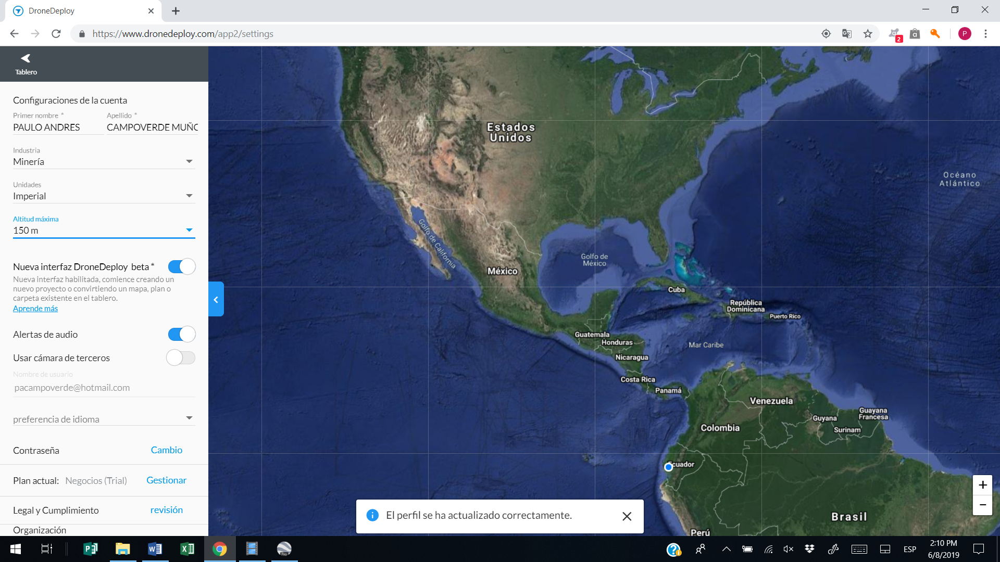 DroneDeploy
https://www.dronedeploy.com/app2/settings
2
a
P
Tablero
Configuraciones de la cuenta
Primer nombre *
Apellido *
PAULO ANDRES
CAMPOVERDE MUÑO
Industria
Minería
Unidades
Imperial
Altitud máxima
150 m
Nueva interfaz DroneDeploy beta *
Nueva interfaz habilitada, comience creando un
nuevo proyecto o convirtiendo un mapa, plan o
carpeta existente en el tablero.
Aprende más
Alertas de audio
Usar cámara de terceros
Nombre de usuario
pacampoverde@hotmail.com
preferencia de idioma
Contraseña
Cambio
Plan actual: Negocios (Trial)
Gestionar
Legal y Cumplimiento
revisión
Organización
Estados
Unidos
Océano
Atlántico
Golfo de California
Golfo de
México
México
Cuba
República
Dominicana
Puerto Rico
Guatemala
Honduras
Mar Caribe
Nicaragua
Costa Rica
Panamá
Venezuela
Guyana
Guayana
Francesa
Surinam
Colombia
Ecuador
Brasil
Perú
+
−
El perfil se ha actualizado correctamente.
ESP
2:10 PM
6/8/2019